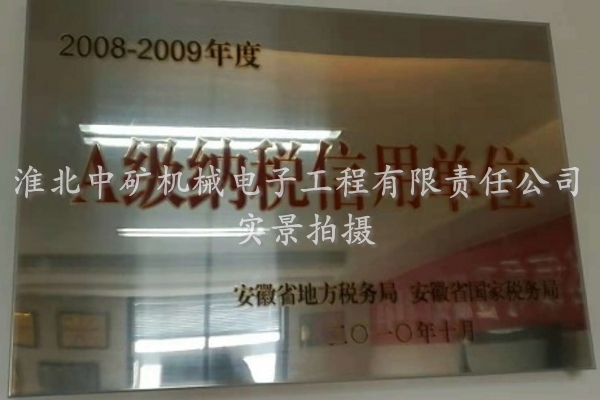 2008-2009年度
A级纳税信用单位
淮北中矿机械电子工程有限责任公司
实景拍摄
安徽省地方税务局 安徽省国家税务局
二〇一〇年十月